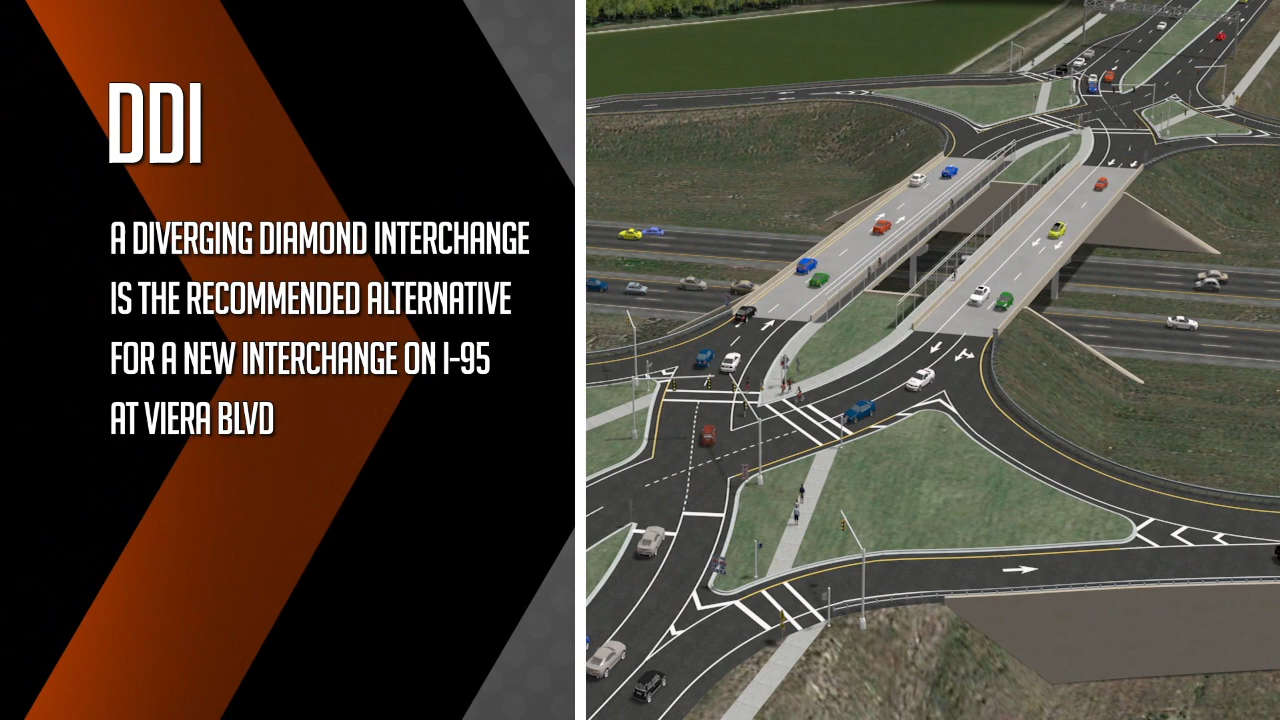 DDI
A DIVERGING DIAMOND INTERCHANGE
IS THE RECOMMENDED ALTERNATIVE
FOR A NEW INTERCHANGE ON I-95
AT VIERA BLVD